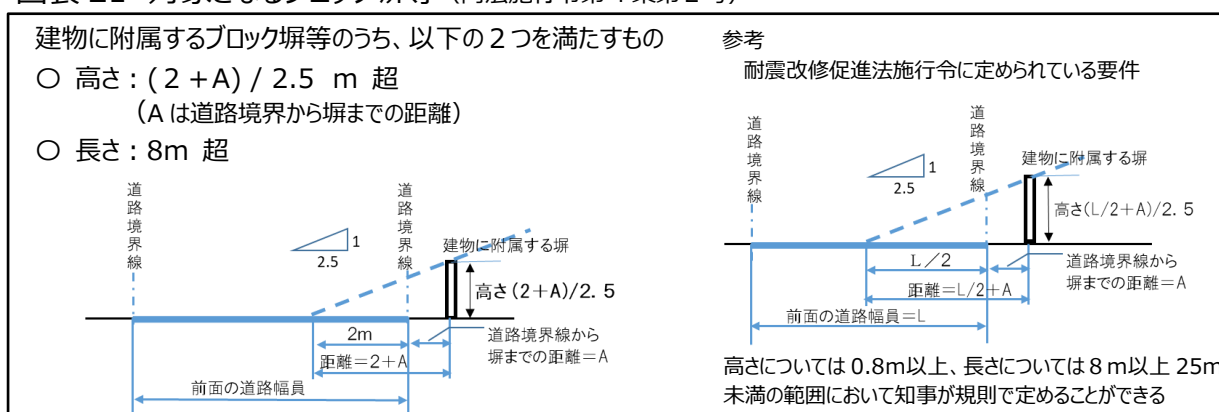 建物に附属するブロック塀等のうち、以下の２つを満たすもの
〇 高さ：(２+A) / 2.5 m 超
（A は道路境界から塀までの距離）
〇 長さ：8m 超
道路境界線
道路境界線
1
2.5
建物に附属する塀
高さ(2+A)/2.5
2m
距離＝2＋A
道路境界線から
塀までの距離＝A
前面の道路幅員
参考
耐震改修促進法施行令に定められている要件
道路境界線
道路境界線
1
2.5
建物に附属する塀
高さ(L/2+A)/2.5
L／2
距離＝L/2＋A
道路境界線から
塀までの距離＝A
前面の道路幅員＝L
高さについては 0.8m以上、長さについては８ｍ以上 25m
未満の範囲において知事が規則で定めることができる